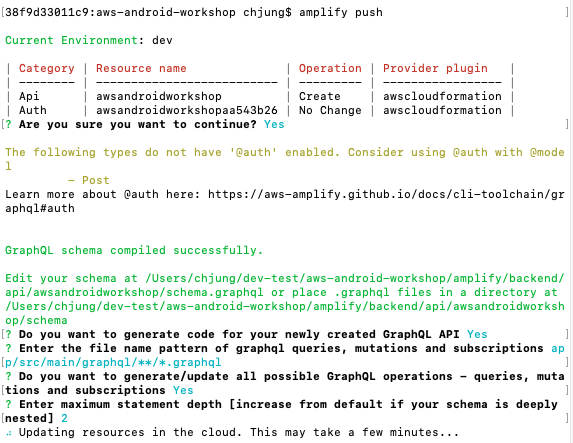 [38f9d33011c9:aws-android-workshop chjung$ amplify push ]
Current Environment: dev
| Category | Resource name | Operation | Provider plugin |
| -------- | -------------------------- | --------- | ----------------- |
| Api | awsandroidworkshop | Create | awscloudformation |
| Auth | awsandroidworkshopaa543b26 | No Change | awscloudformation |
[? Are you sure you want to continue? Yes ]
The following types do not have '@auth' enabled. Consider using @auth with @mode
l
- Post
Learn more about @auth here: https://aws-amplify.github.io/docs/cli-toolchain/gr
aphql#auth
GraphQL schema compiled successfully.
Edit your schema at /Users/chjung/dev-test/aws-android-workshop/amplify/backend/
api/awsandroidworkshop/schema.graphql or place .graphql files in a directory at
/Users/chjung/dev-test/aws-android-workshop/amplify/backend/api/awsandroidworksh
op/schema
[? Do you want to generate code for your newly created GraphQL API Yes ]
? Enter the file name pattern of graphql queries, mutations and subscriptions ap
[p/src/main/graphql/**/*.graphql ]
? Do you want to generate/update all possible GraphQL operations - queries, muta
[tions and subscriptions Yes ]
? Enter maximum statement depth [increase from default if your schema is deeply
[nested] 2 ]
⠴ Updating resources in the cloud. This may take a few minutes...